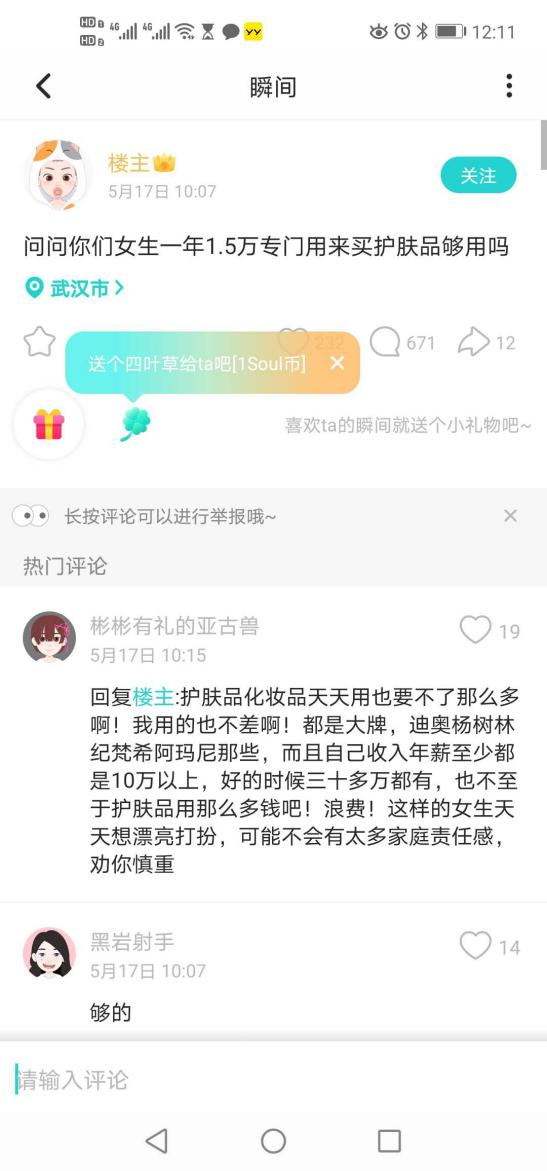 HD 1 4G 4G YY 12:11
HD 2
瞬间
楼主
5月17日 10:07
关注
问问你们女生一年1.5万专门用来买护肤品够用吗
武汉市
232 671 12
送个四叶草给ta吧[1Soul币]
喜欢ta的瞬间就送个小礼物吧~
长按评论可以进行举报哦~
热门评论
彬彬有礼的亚古兽
19
5月17日 10:15
回复楼主:护肤品化妆品天天用也要不了那么多
啊！我用的也不差啊！都是大牌，迪奥杨树林
纪梵希阿玛尼那些，而且自己收入年薪至少都
是10万以上，好的时候三十多万都有，也不至
于护肤品用那么多钱吧！浪费！这样的女生天
天想漂亮打扮，可能不会有太多家庭责任感，
劝你慎重
黑岩射手
14
5月17日 10:07
够的
请输入评论